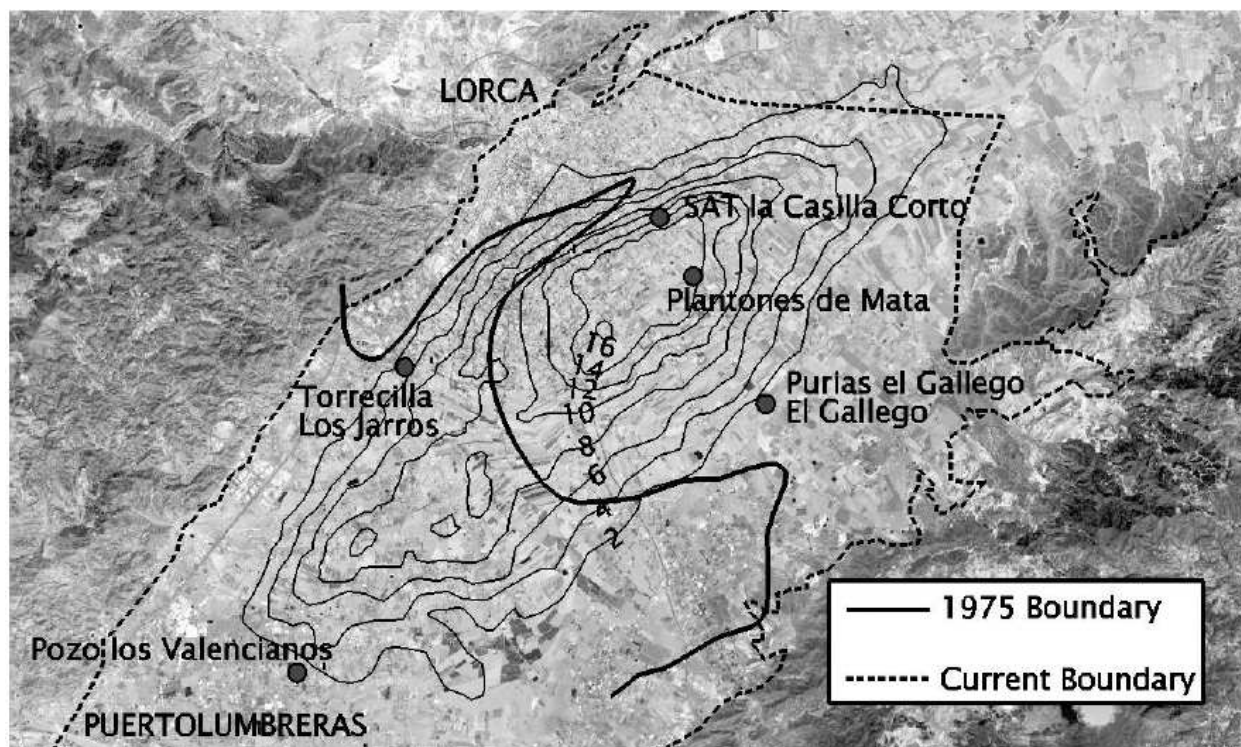 LORCA
SAT la Casilla Corto
Plantones de Mata
16
14
12
10
8
6
4
2
Torrecilla
Los Jarros
Purias el Gallego
El Gallego
Pozo los Valencianos
PUERTOLUMBRERAS
1975 Boundary
Current Boundary